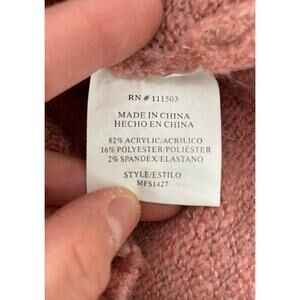 RN # 111503
MADE IN CHINA
HECHO EN CHINA
82% ACRYLIC/ACRILICO
16% POLYESTER/POLIÉSTER
2% SPANDEX/ELASTANO
STYLE/ESTILO
MFS1427